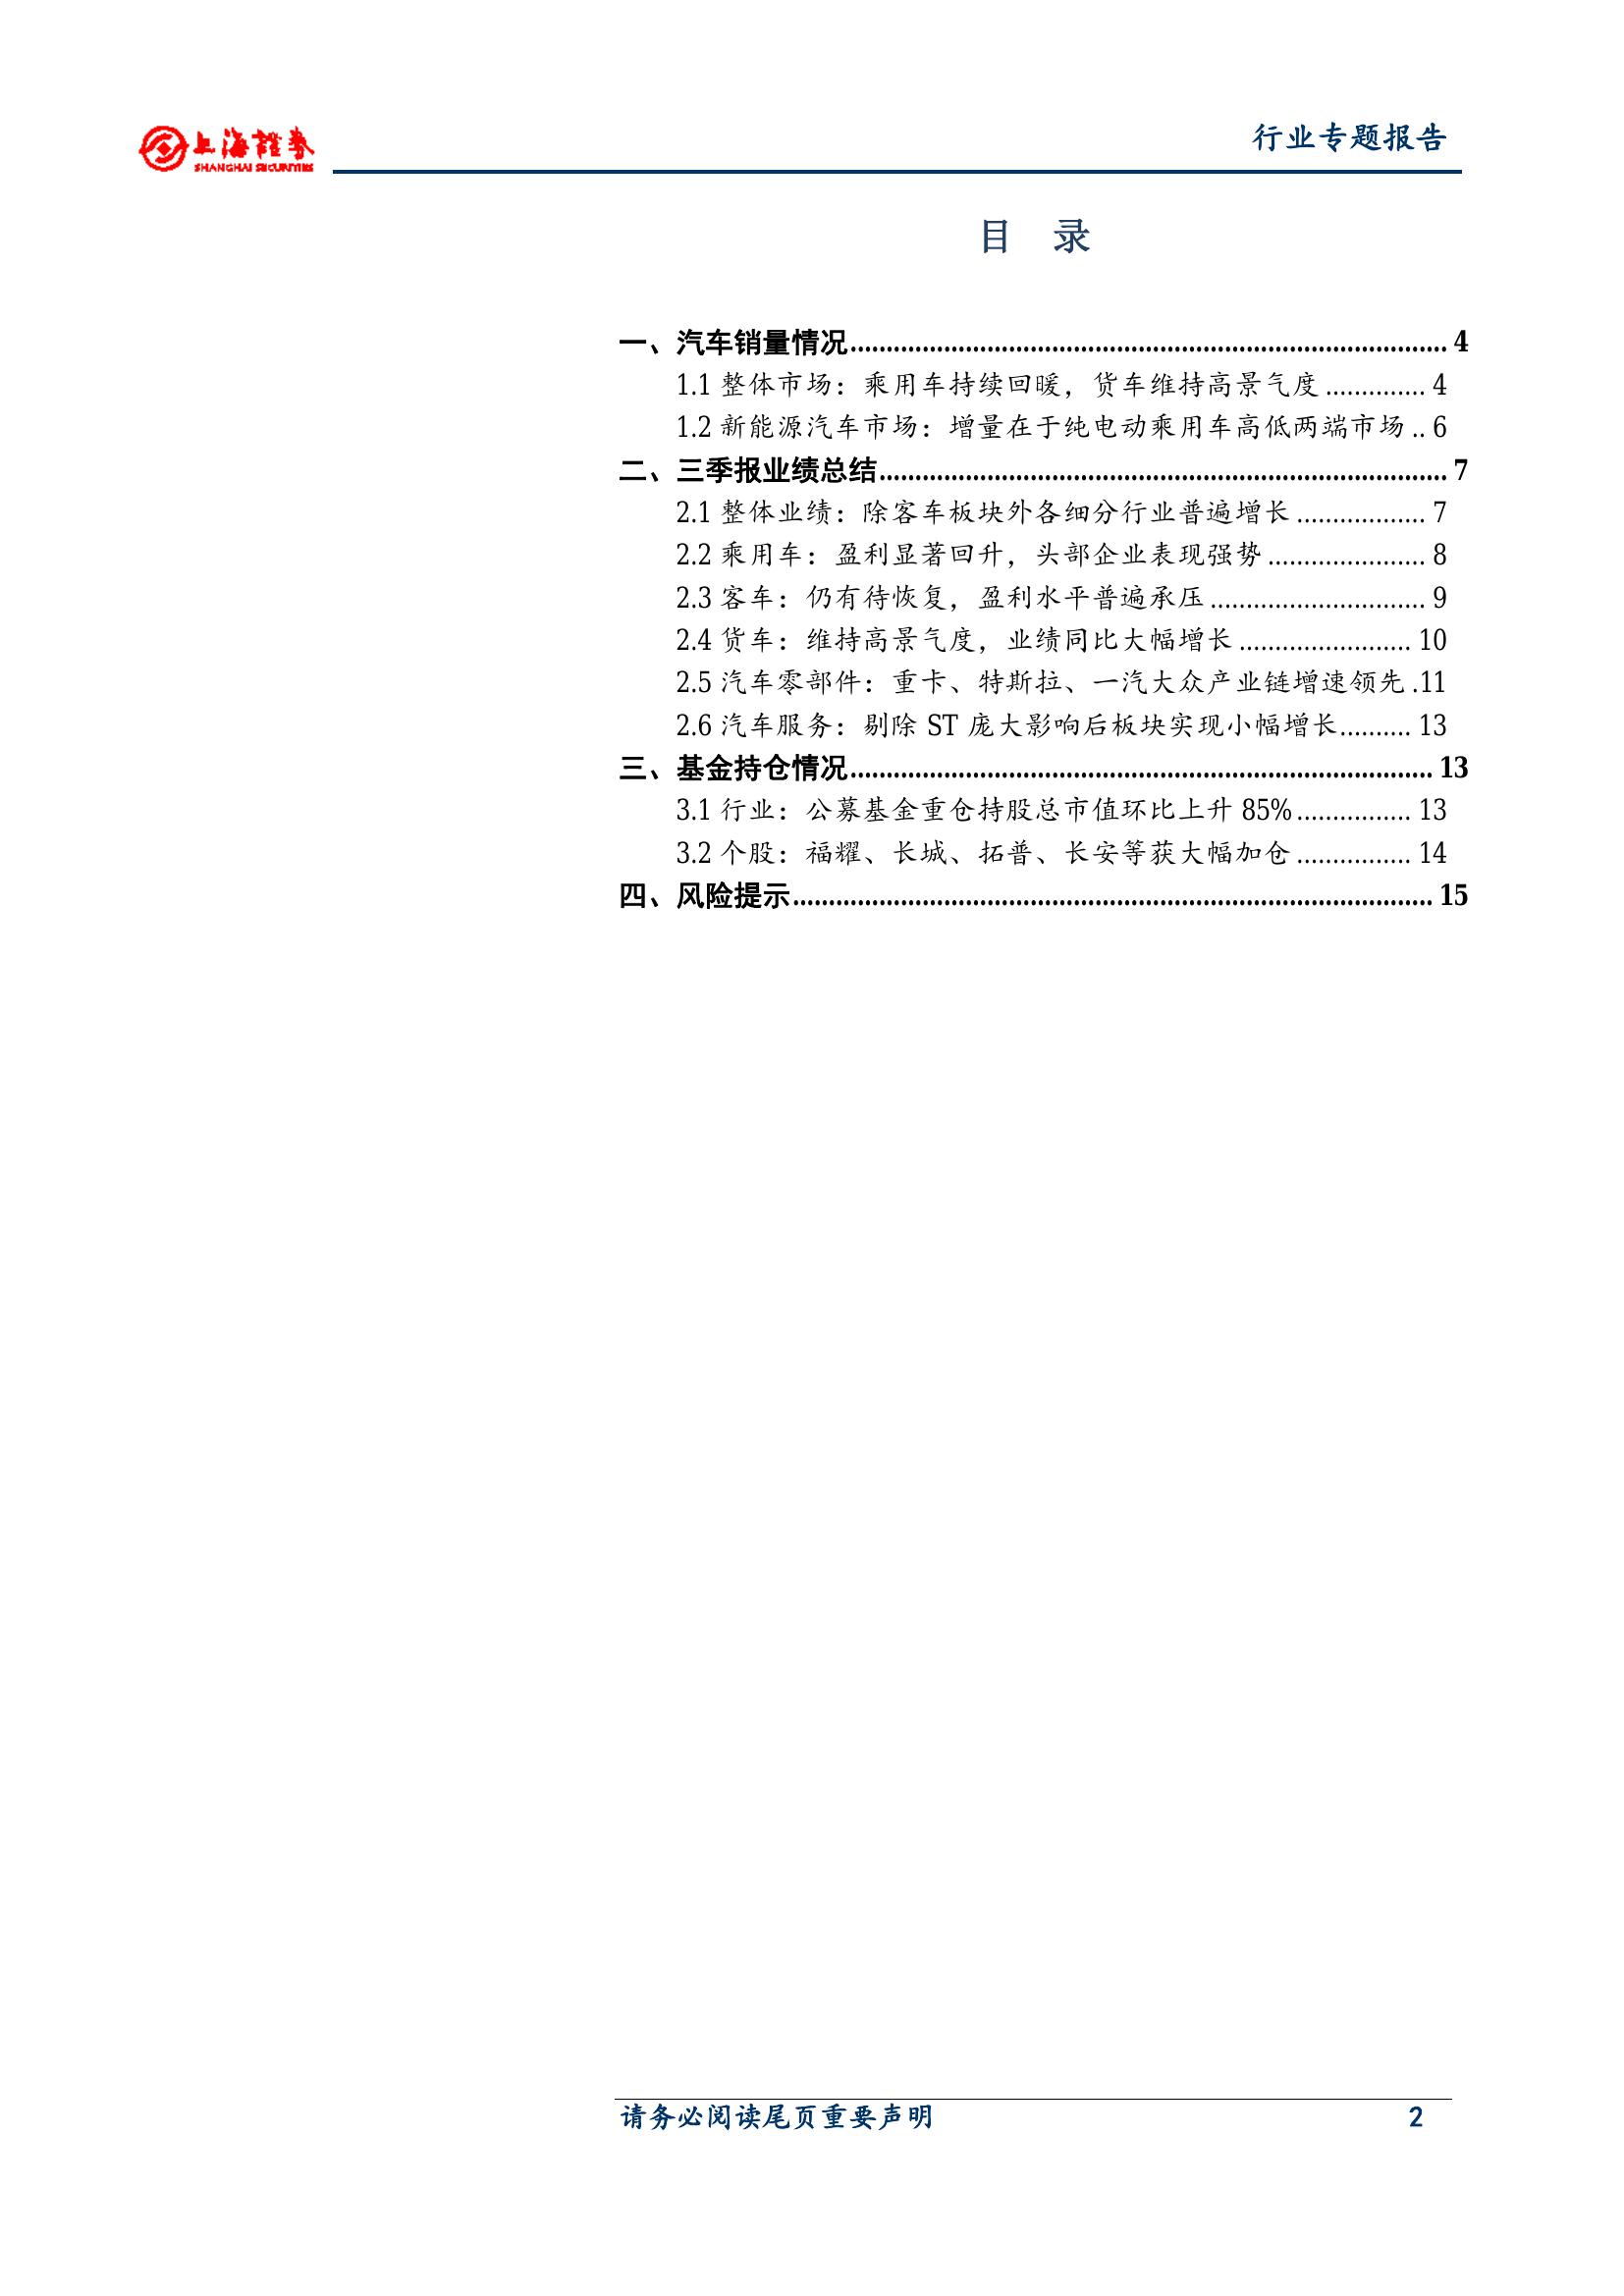 上海證券
SHANGHAI SECURITIES
行业专题报告
目 录
一、汽车销量情况................................................................................ 4
1.1 整体市场：乘用车持续回暖，货车维持高景气度.............. 4
1.2 新能源汽车市场：增量在于纯电动乘用车高低两端市场.. 6
二、三季报业绩总结............................................................................ 7
2.1 整体业绩：除客车板块外各细分行业普遍增长.................. 7
2.2 乘用车：盈利显著回升，头部企业表现强势...................... 8
2.3 客车：仍有待恢复，盈利水平普遍承压.............................. 9
2.4 货车：维持高景气度，业绩同比大幅增长........................ 10
2.5 汽车零部件：重卡、特斯拉、一汽大众产业链增速领先.11
2.6 汽车服务：剔除 ST 庞大影响后板块实现小幅增长.......... 13
三、基金持仓情况.............................................................................. 13
3.1 行业：公募基金重仓持股总市值环比上升 85%................ 13
3.2 个股：福耀、长城、拓普、长安等获大幅加仓................ 14
四、风险提示...................................................................................... 15
请务必阅读尾页重要声明 2